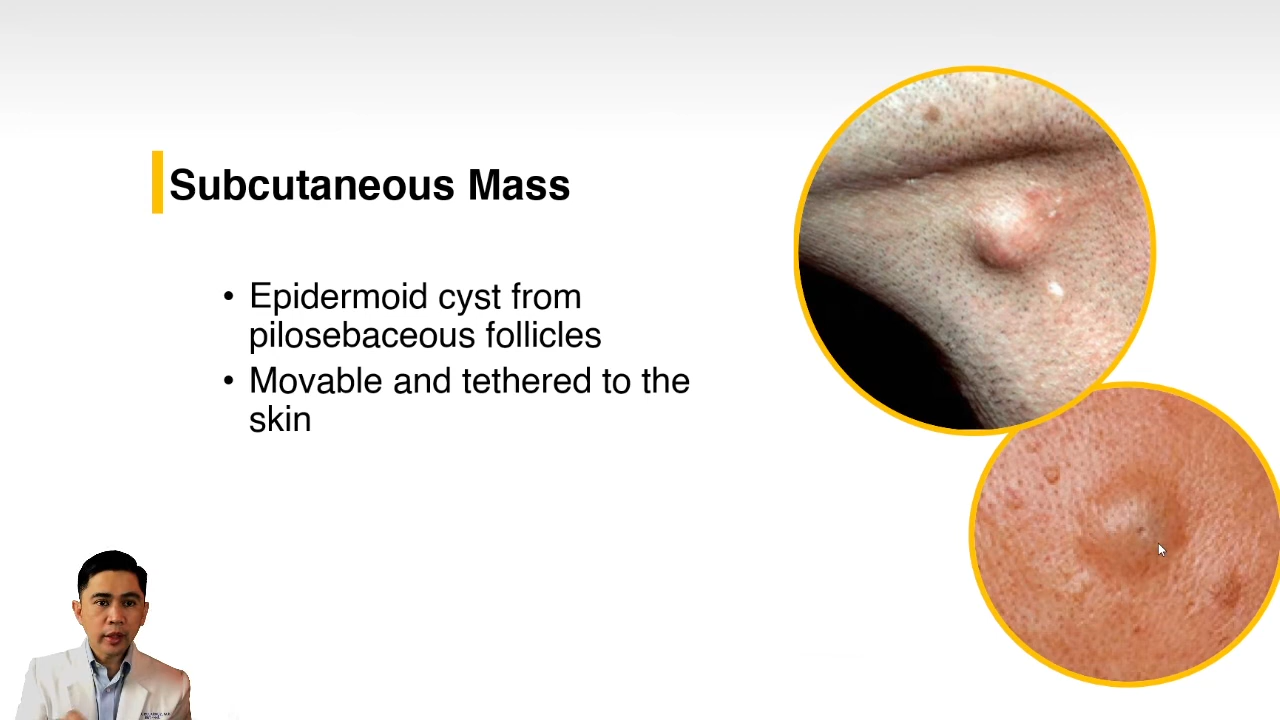 Subcutaneous Mass
• Epidermoid cyst from
pilosebaceous follicles
• Movable and tethered to the
skin